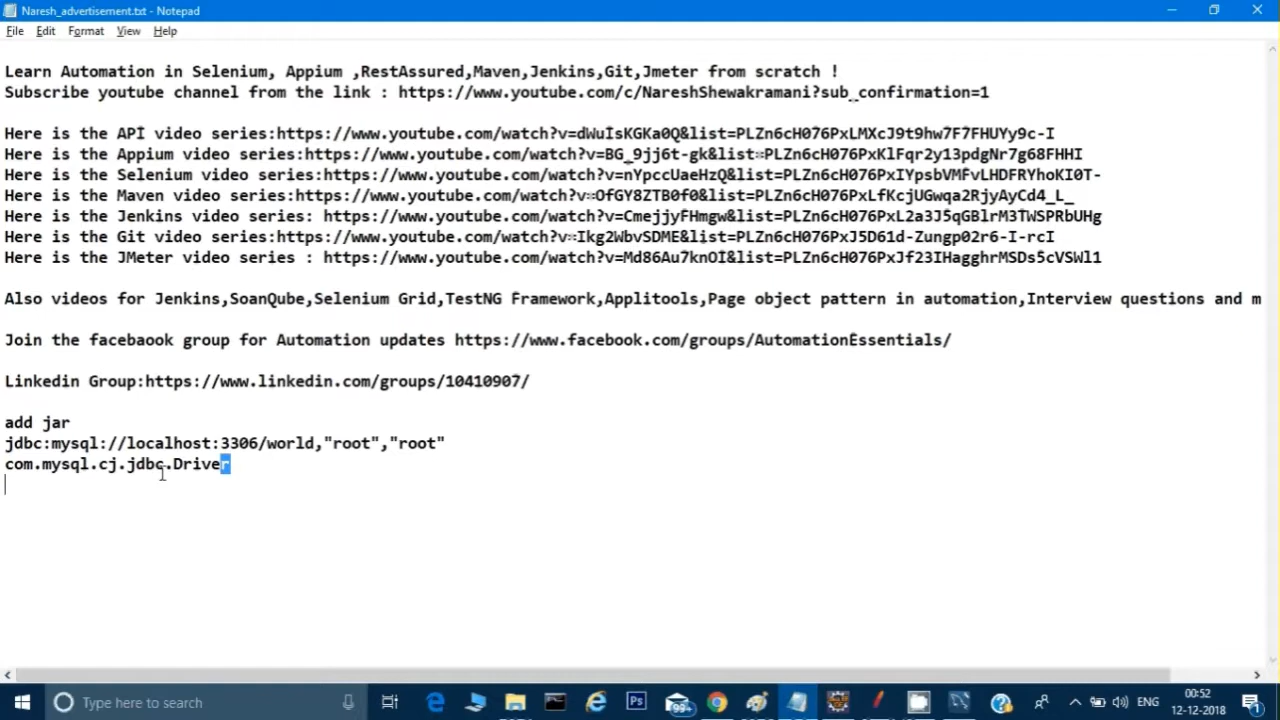 Naresh_advertisement.txt - Notepad
File Edit Format View Help
Learn Automation in Selenium, Appium ,RestAssured,Maven,Jenkins,Git,Jmeter from scratch !
Subscribe youtube channel from the link : https://www.youtube.com/c/NareshShewakramani?sub_confirmation=1
Here is the API video series:https://www.youtube.com/watch?v=dWuIsKGKa0Q&list=PLZn6cH076PxLMXcJ9t9hw7F7FHUYy9c-I
Here is the Appium video series:https://www.youtube.com/watch?v=BG_9jj6t-gk&list=PLZn6cH076PxKlFqr2y13pdgNr7g68FHHI
Here is the Selenium video series:https://www.youtube.com/watch?v=nYpccUaeHzQ&list=PLZn6cH076PxIYpsbVMFvLHDFRYhoKI0T-
Here is the Maven video series:https://www.youtube.com/watch?v=OfGY8ZTB0f0&list=PLZn6cH076PxLfKcjUGwqa2RjyAyCd4_L_
Here is the Jenkins video series: https://www.youtube.com/watch?v=CmejjyFHmgw&list=PLZn6cH076PxL2a3J5qGBlrM3TWSPRbUHg
Here is the Git video series:https://www.youtube.com/watch?v=Ikg2WbvSDME&list=PLZn6cH076PxJ5D61d-Zungp02r6-I-rcI
Here is the JMeter video series : https://www.youtube.com/watch?v=Md86Au7knOI&list=PLZn6cH076PxJf23IHagghrMSDs5cVSWl1
Also videos for Jenkins,SoanQube,Selenium Grid,TestNG Framework,Applitools,Page object pattern in automation,Interview questions and m
Join the facebaook group for Automation updates https://www.facebook.com/groups/AutomationEssentials/
Linkedin Group:https://www.linkedin.com/groups/10410907/
add jar
jdbc:mysql://localhost:3306/world,"root","root"
com.mysql.cj.jdbc.Driver
Type here to search
99+
ENG
00:52
12-12-2018